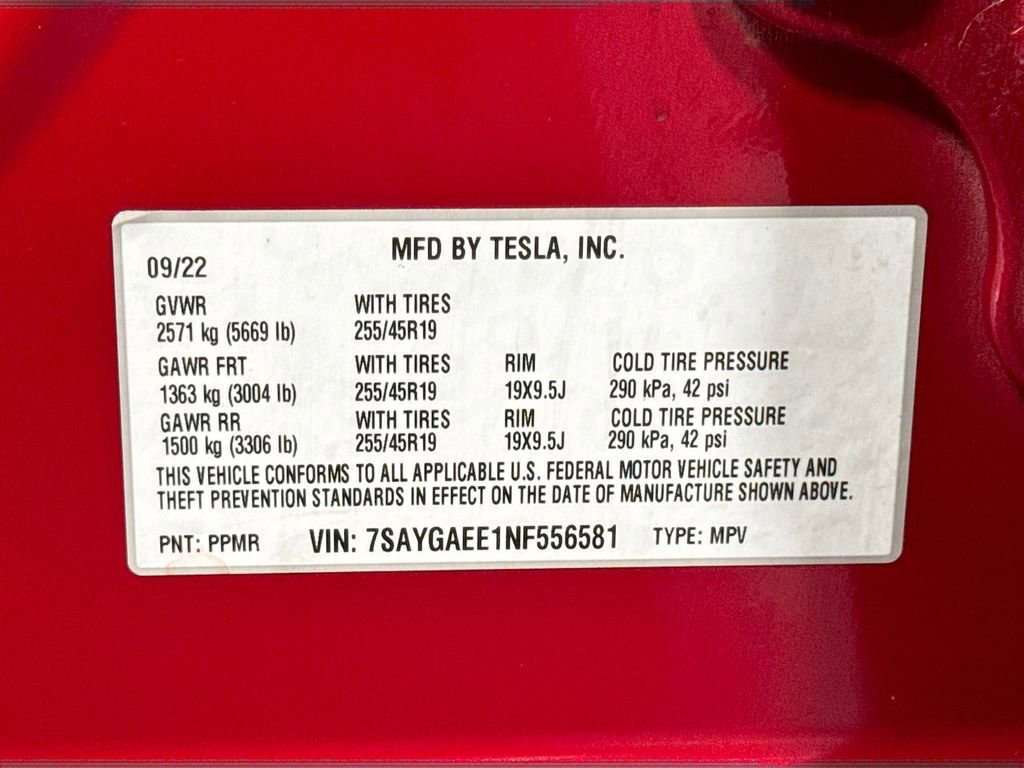 MFD BY TESLA, INC.
09/22
GVWR WITH TIRES
2571 kg (5669 lb) 255/45R19
GAWR FRT WITH TIRES RIM COLD TIRE PRESSURE
1363 kg (3004 lb) 255/45R19 19X9.5J 290 kPa, 42 psi
GAWR RR WITH TIRES RIM COLD TIRE PRESSURE
1500 kg (3306 lb) 255/45R19 19X9.5J 290 kPa, 42 psi
THIS VEHICLE CONFORMS TO ALL APPLICABLE U.S. FEDERAL MOTOR VEHICLE SAFETY AND
THEFT PREVENTION STANDARDS IN EFFECT ON THE DATE OF MANUFACTURE SHOWN ABOVE.
PNT: PPMR VIN: 7SAYGAEE1NF556581 TYPE: MPV